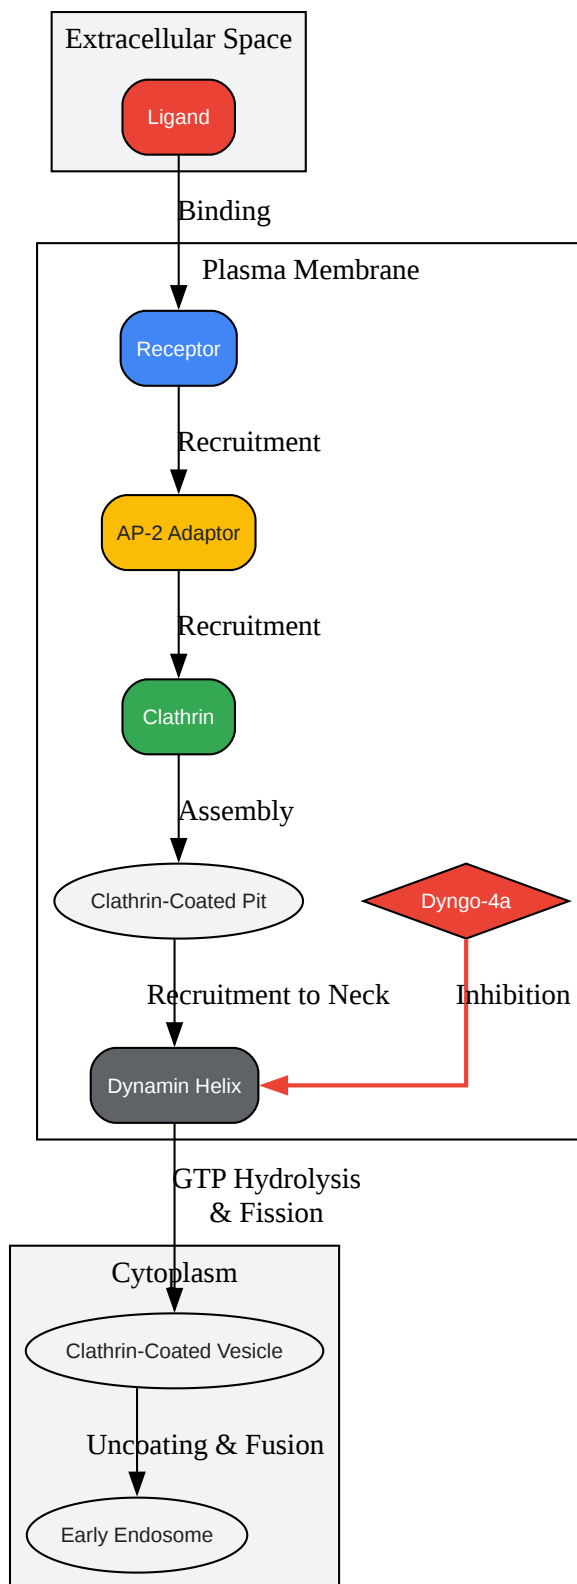 Extracellular Space
Ligand
Binding
Plasma Membrane
Receptor
Recruitment
AP-2 Adaptor
Recruitment
Clathrin
Assembly
Clathrin-Coated Pit
Dyngo-4a
Recruitment to Neck
Inhibition
Dynamin Helix
GTP Hydrolysis
& Fission
Cytoplasm
Clathrin-Coated Vesicle
Uncoating & Fusion
Early Endosome